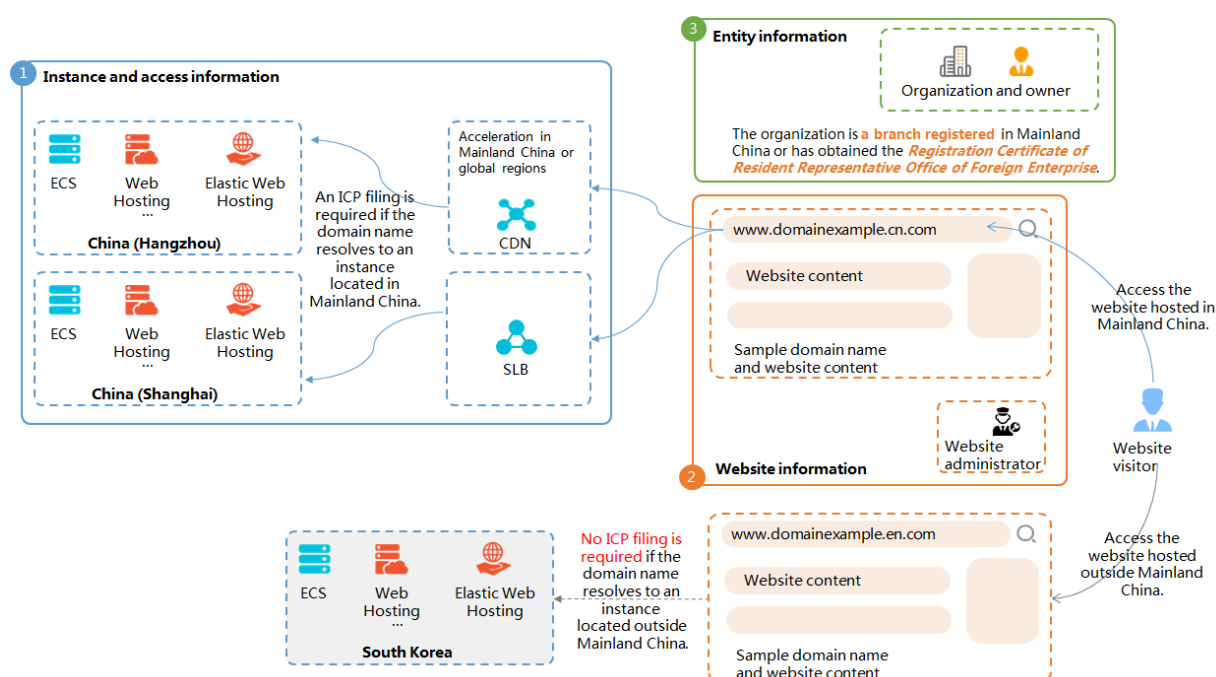 3
Entity information
Organization and owner
The organization is a branch registered in Mainland
China or has obtained the Registration Certificate of
Resident Representative Office of Foreign Enterprise.
1
Instance and access information
ECS
Web
Hosting
...
Elastic Web
Hosting
China (Hangzhou)
ECS
Web
Hosting
...
Elastic Web
Hosting
China (Shanghai)
An ICP filing is
required if the
domain name
resolves to an
instance
located in
Mainland China.
Acceleration in
Mainland China or
global regions
CDN
SLB
www.domainexample.cn.com
Website content
Sample domain name
and website content
Website
administrator
2
Website information
Access the
website hosted in
Mainland China.
Website
visitor
Access the
website hosted
outside Mainland
China.
ECS
Web
Hosting
...
Elastic Web
Hosting
South Korea
No ICP filing is
required if the
domain name
resolves to an
instance
located outside
Mainland China.
www.domainexample.en.com
Website content
Sample domain name
and website content